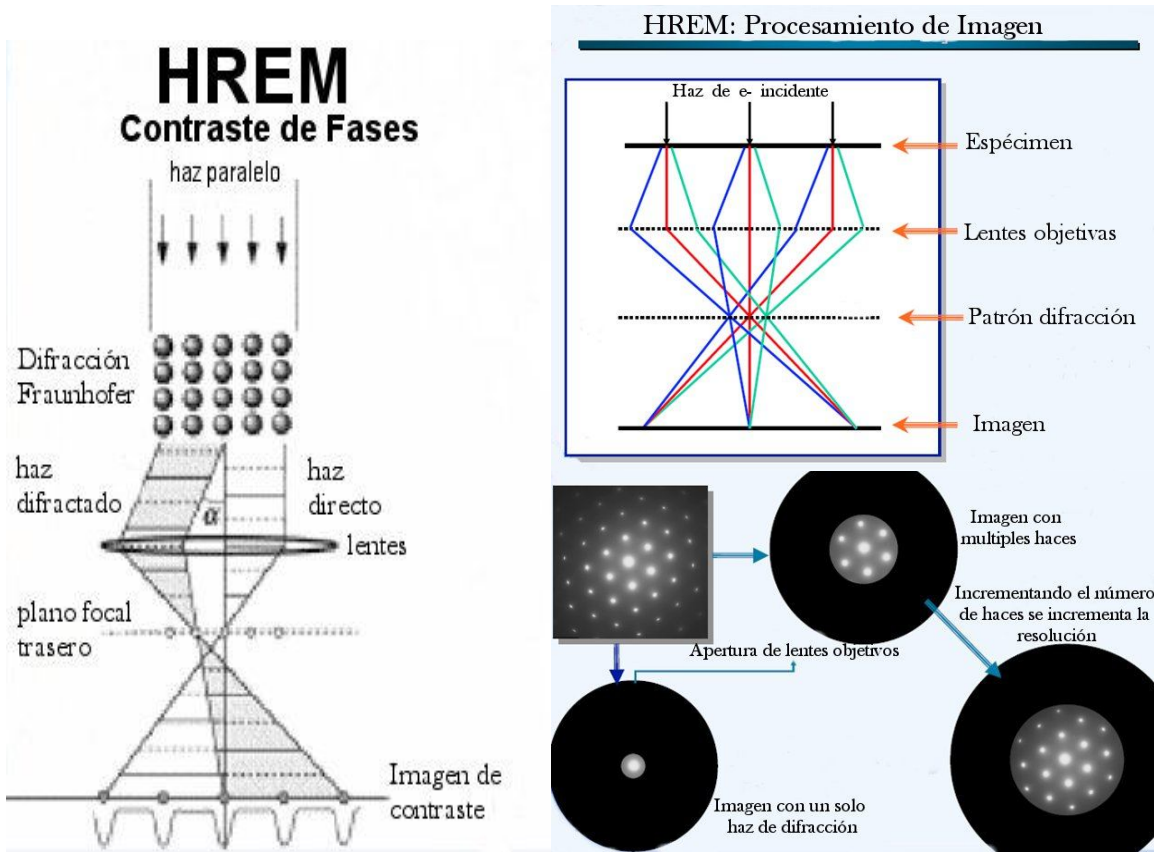 HREM
Contraste de Fases
haz paralelo
Difracción
Fraunhofer
haz
difractado
α
haz
directo
lentes
plano focal
trasero
Imagen de
contraste
HREM: Procesamiento de Imagen
Haz de e- incidente
Espécimen
Lentes objetivas
Patrón difracción
Imagen
Imagen con
multiples haces
Incrementando el número
de haces se incrementa la
resolución
Apertura de lentes objetivos
Imagen con un solo
haz de difracción